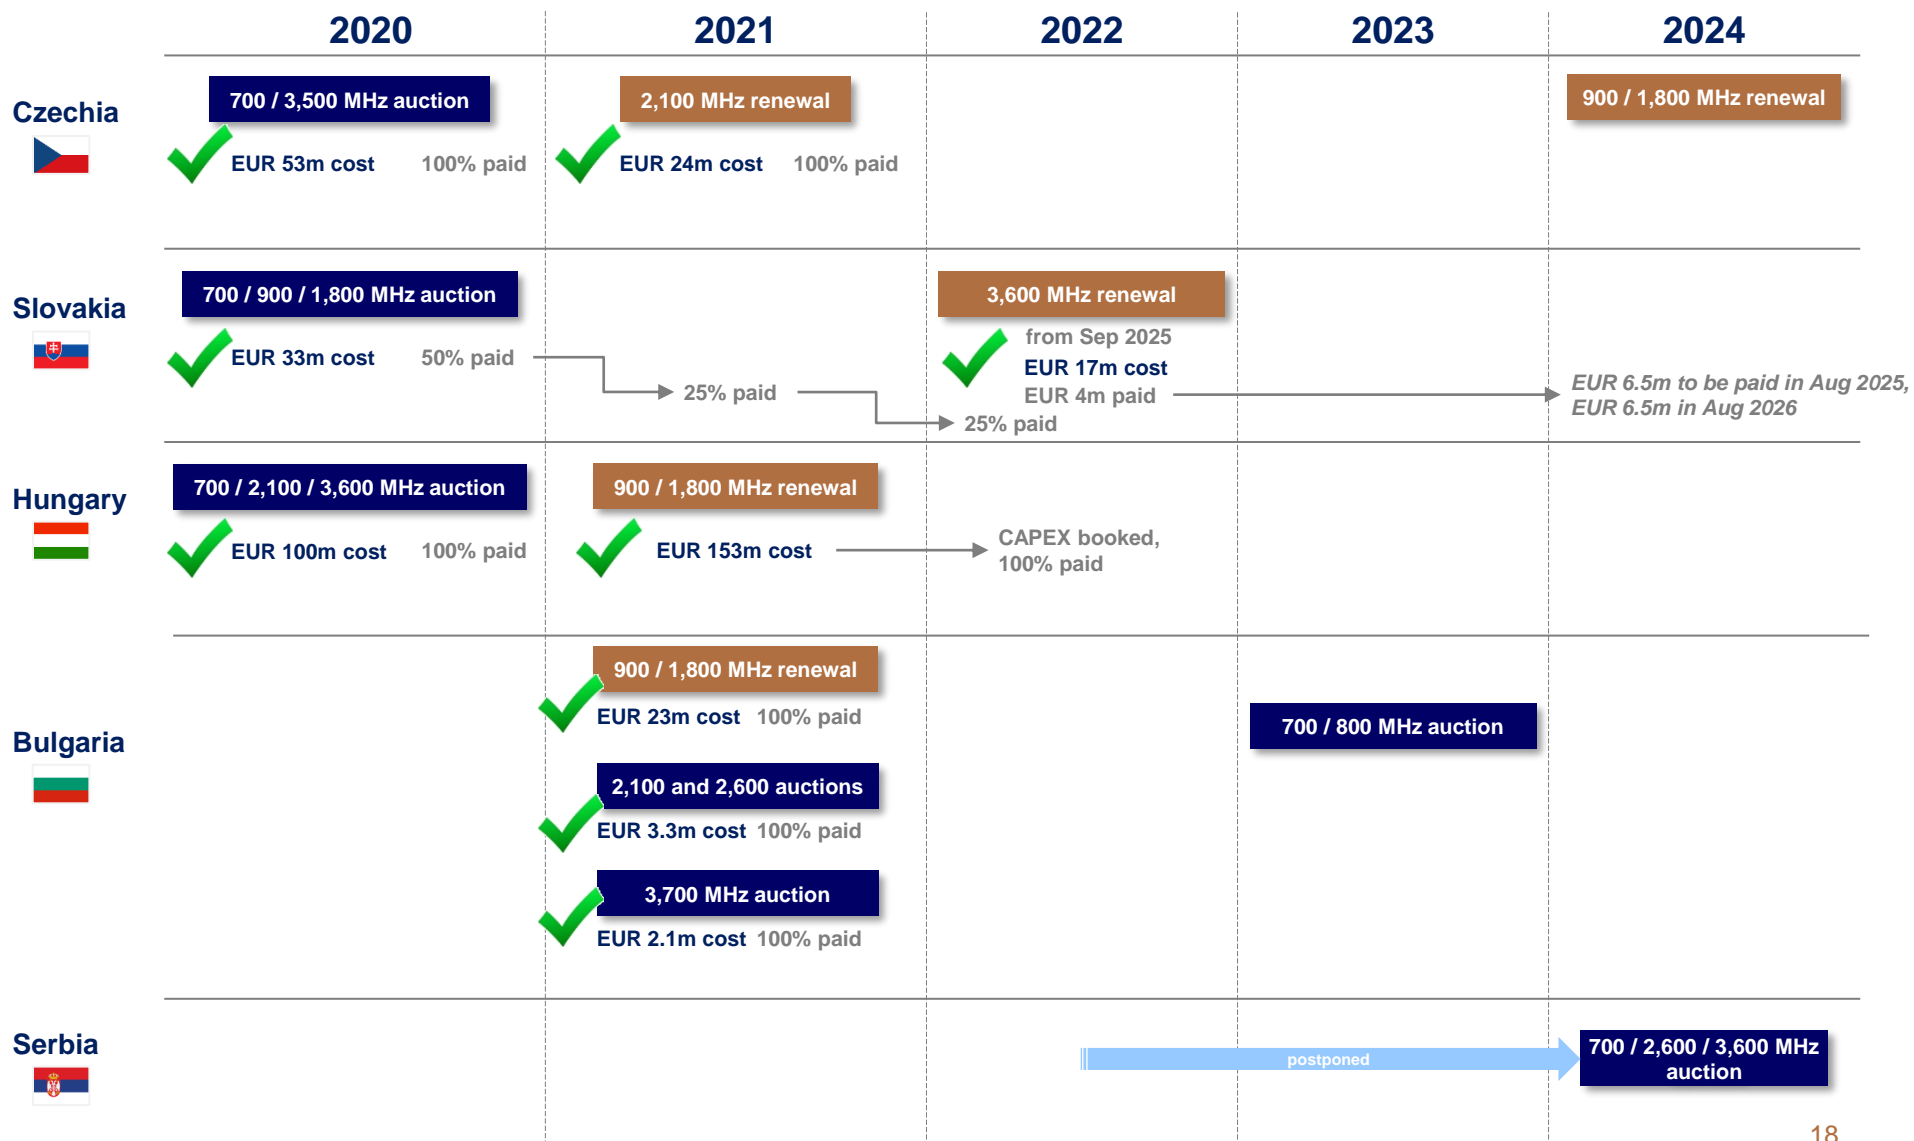 2020 2021 2022 2023 2024
Czechia
700 / 3,500 MHz auction
EUR 53m cost 100% paid
2,100 MHz renewal
EUR 24m cost 100% paid
900 / 1,800 MHz renewal
Slovakia
700 / 900 / 1,800 MHz auction
EUR 33m cost 50% paid
25% paid
25% paid
3,600 MHz renewal
from Sep 2025
EUR 17m cost
EUR 4m paid
EUR 6.5m to be paid in Aug 2025,
EUR 6.5m in Aug 2026
Hungary
700 / 2,100 / 3,600 MHz auction
EUR 100m cost 100% paid
900 / 1,800 MHz renewal
EUR 153m cost
CAPEX booked,
100% paid
Bulgaria
900 / 1,800 MHz renewal
EUR 23m cost 100% paid
2,100 and 2,600 auctions
EUR 3.3m cost 100% paid
3,700 MHz auction
EUR 2.1m cost 100% paid
700 / 800 MHz auction
Serbia
postponed
700 / 2,600 / 3,600 MHz
auction
18